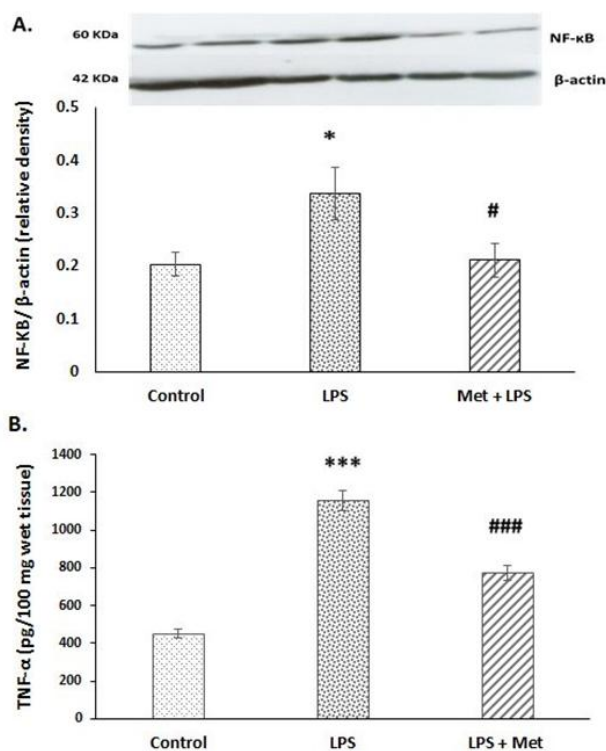 A.
60 KDa
NF-κB
42 KDa
β-actin
NF-KB/ β-actin (relative density)
0.5
0.4
0.3
0.2
0.1
0
*
#
Control LPS Met + LPS
B.
TNF-α (pg/100 mg wet tissue)
1400
1200
1000
800
600
400
200
0
***
###
Control LPS LPS + Met